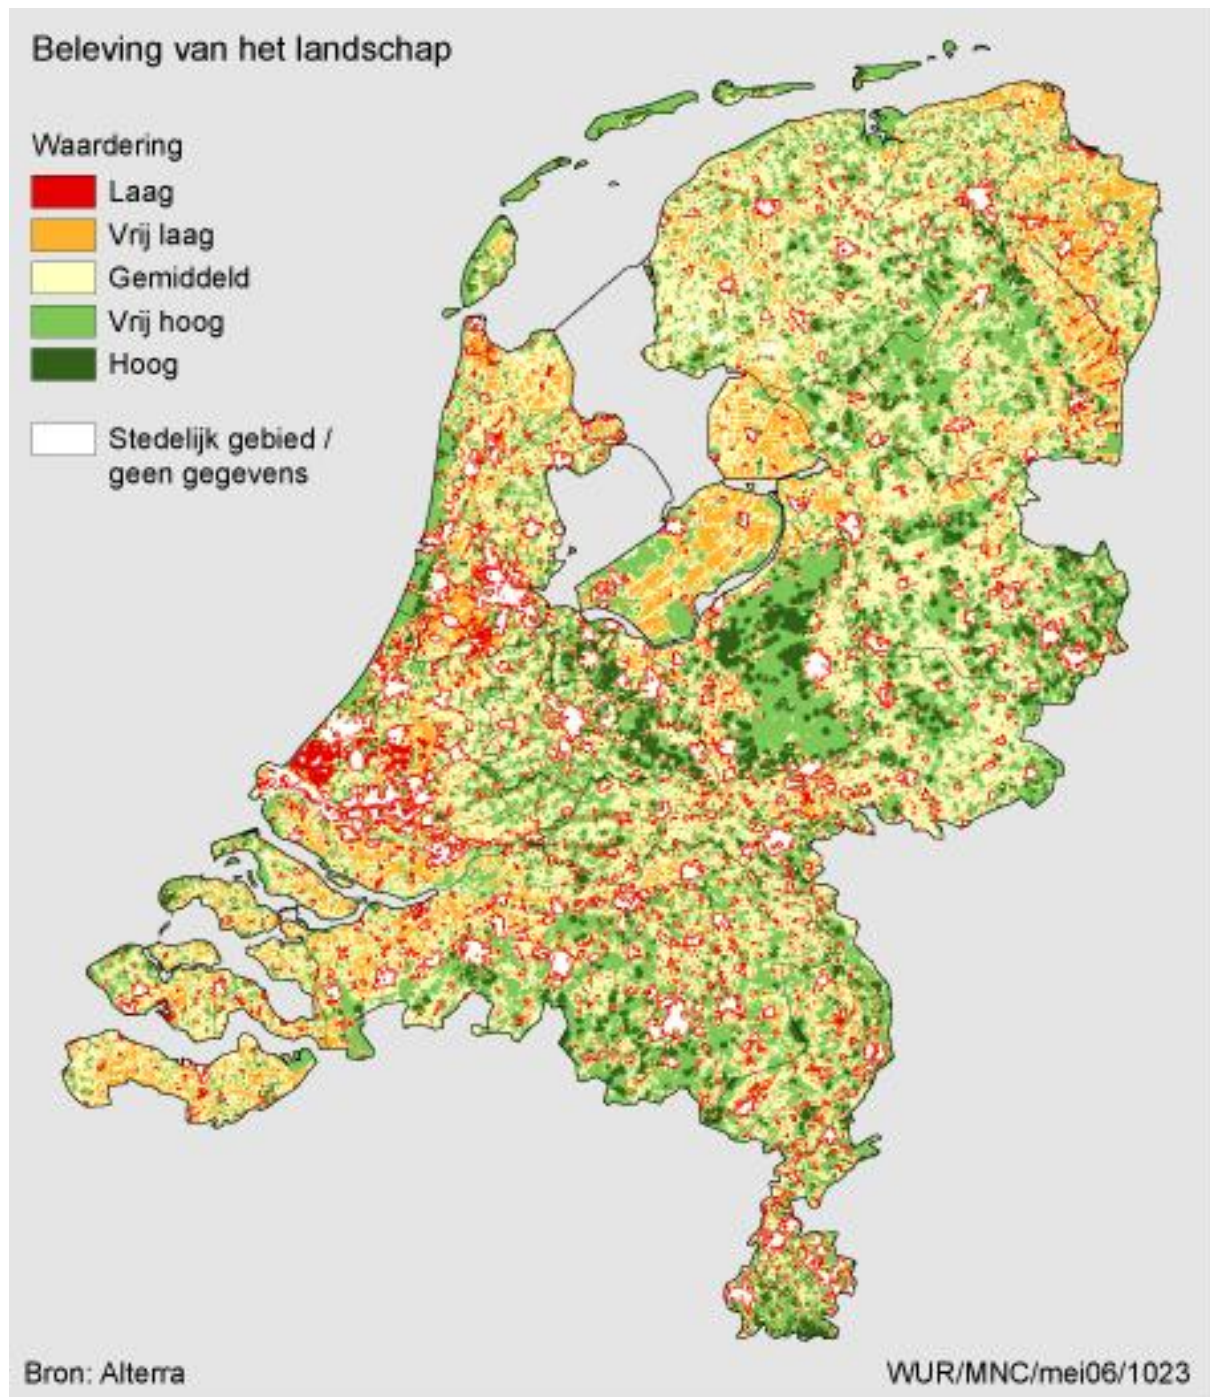 Beleving van het landschap
Waardering
Laag
Vrij laag
Gemiddeld
Vrij hoog
Hoog
Stedelijk gebied /
geen gegevens
Bron: Alterra
WUR/MNC/mei06/1023